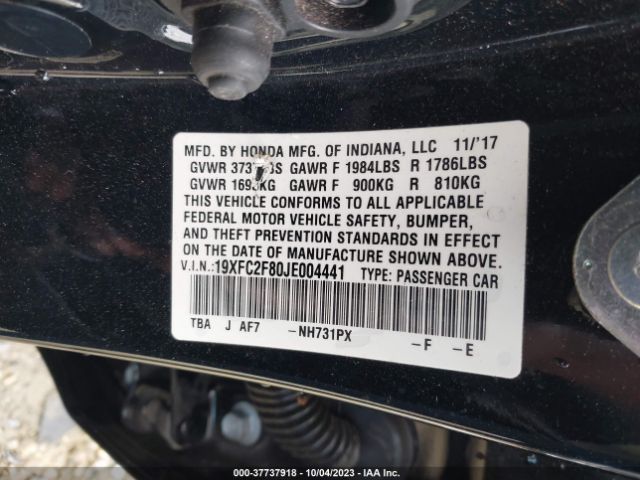 MFD. BY HONDA MFG. OF INDIANA, LLC 11/'17
GVWR GAWR F 1984LBS R 1786LBS
GVWR GAWR F 900KG R 810KG
THIS VEHICLE CONFORMS TO ALL APPLICABLE
FEDERAL MOTOR VEHICLE SAFETY, BUMPER,
AND THEFT PREVENTION STANDARDS IN EFFECT
ON THE DATE OF MANUFACTURE SHOWN ABOVE.
V.I.N.:19XFC2F80JE004441 TYPE: PASSENGER CAR
TBA J AF7 -NH731PX -F -E
000-37737918 - 10/04/2023 - IAA Inc.